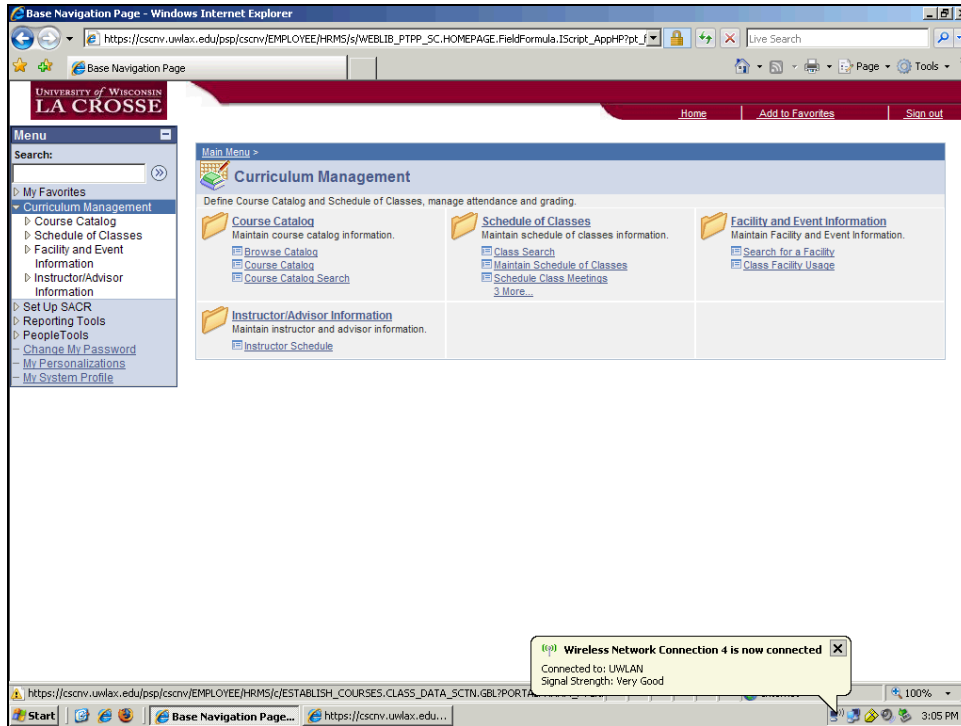 Base Navigation Page - Windows Internet Explorer
https://cscnv.uwlax.edu/psp/cscnv/EMPLOYEE/HRMS/s/WEBLIB_PTPP_SC.HOMEPAGE.FieldFormula.IScript_AppHP?pt_f
Live Search
Base Navigation Page
Page
Tools
UNIVERSITY of WISCONSIN
LA CROSSE
Home
Add to Favorites
Sign out
Menu
Search:
My Favorites
Curriculum Management
Course Catalog
Schedule of Classes
Facility and Event
Information
Instructor/Advisor
Information
Set Up SACR
Reporting Tools
PeopleTools
Change My Password
My Personalizations
My System Profile
Main Menu >
Curriculum Management
Define Course Catalog and Schedule of Classes, manage attendance and grading.
Course Catalog
Maintain course catalog information.
Browse Catalog
Course Catalog
Course Catalog Search
Schedule of Classes
Maintain schedule of classes information.
Class Search
Maintain Schedule of Classes
Schedule Class Meetings
3 More...
Facility and Event Information
Maintain Facility and Event Information.
Search for a Facility
Class Facility Usage
Instructor/Advisor Information
Maintain instructor and advisor information.
Instructor Schedule
Wireless Network Connection 4 is now connected
Connected to: UWLAN
Signal Strength: Very Good
https://cscnv.uwlax.edu/psp/cscnv/EMPLOYEE/HRMS/c/ESTABLISH_COURSES.CLASS_DATA_SCTN.GBL?PORTA
100%
Start
Base Navigation Page...
https://cscnv.uwlax.edu...
3:05 PM